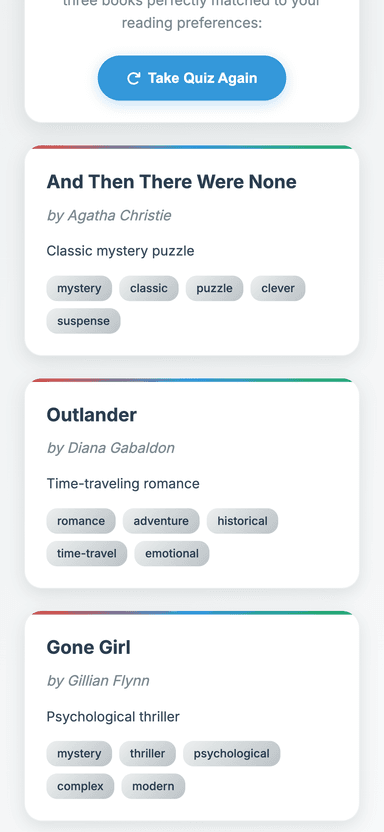 three books perfectly matched to your
reading preferences:
Take Quiz Again
And Then There Were None
by Agatha Christie
Classic mystery puzzle
mystery classic puzzle clever
suspense
Outlander
by Diana Gabaldon
Time-traveling romance
romance adventure historical
time-travel emotional
Gone Girl
by Gillian Flynn
Psychological thriller
mystery thriller psychological
complex modern